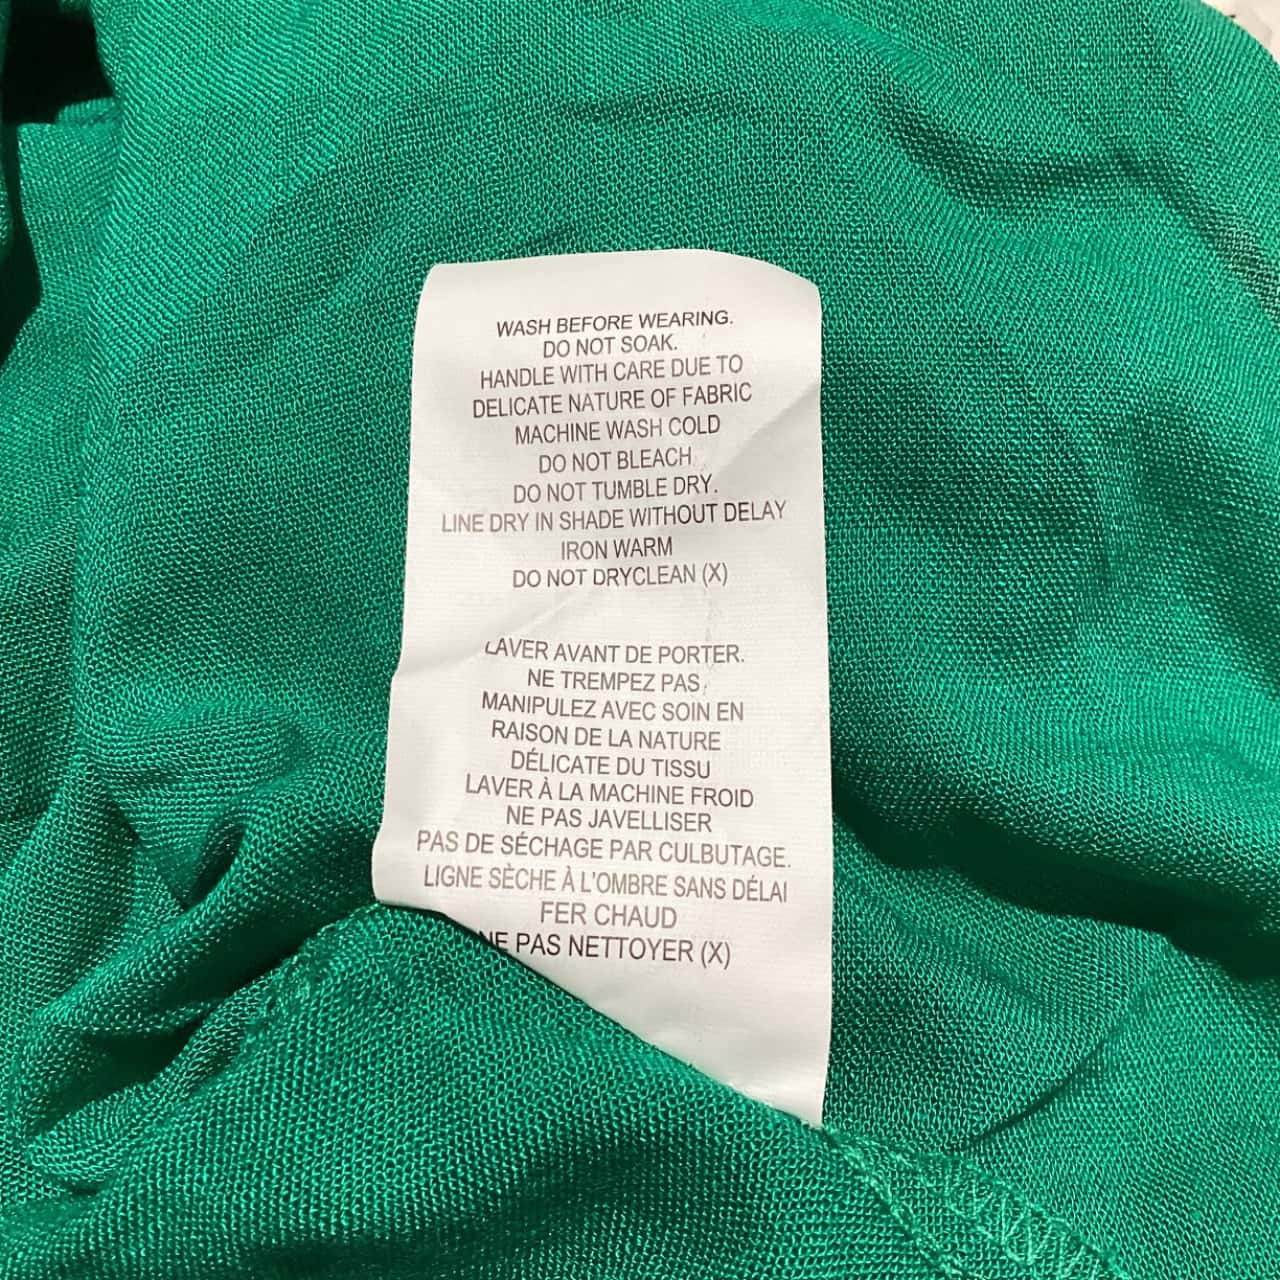 WASH BEFORE WEARING.
DO NOT SOAK.
HANDLE WITH CARE DUE TO
DELICATE NATURE OF FABRIC
MACHINE WASH COLD
DO NOT BLEACH
DO NOT TUMBLE DRY.
LINE DRY IN SHADE WITHOUT DELAY
IRON WARM
DO NOT DRYCLEAN (X)
LAVER AVANT DE PORTER.
NE TREMPEZ PAS
MANIPULEZ AVEC SOIN EN
RAISON DE LA NATURE
DÉLICATE DU TISSU
LAVER À LA MACHINE FROID
NE PAS JAVELLISER
PAS DE SÉCHAGE PAR CULBUTAGE.
LIGNE SÈCHE À L'OMBRE SANS DÉLAI
FER CHAUD
NE PAS NETTOYER (X)